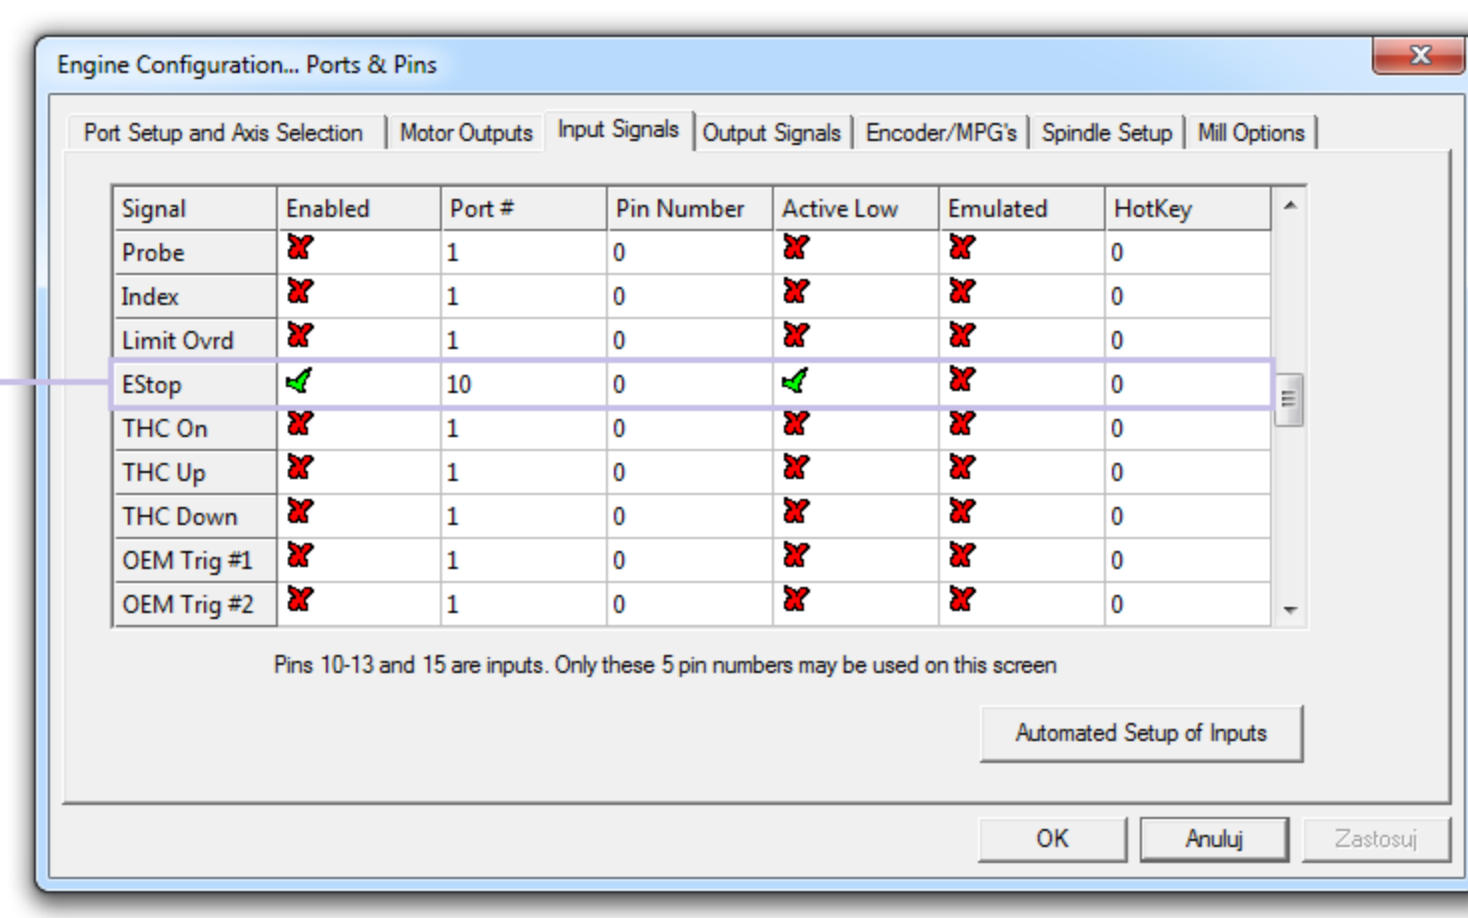 Engine Configuration... Ports & Pins
Port Setup and Axis Selection Motor Outputs Input Signals Output Signals Encoder/MPG's Spindle Setup Mill Options
Signal Enabled Port # Pin Number Active Low Emulated HotKey
Probe 1 0 0
Index 1 0 0
Limit Ovrd 1 0 0
EStop 10 0 0
THC On 1 0 0
THC Up 1 0 0
THC Down 1 0 0
OEM Trig #1 1 0 0
OEM Trig #2 1 0 0
Pins 10-13 and 15 are inputs. Only these 5 pin numbers may be used on this screen
Automated Setup of Inputs
OK Anuluj Zastosuj